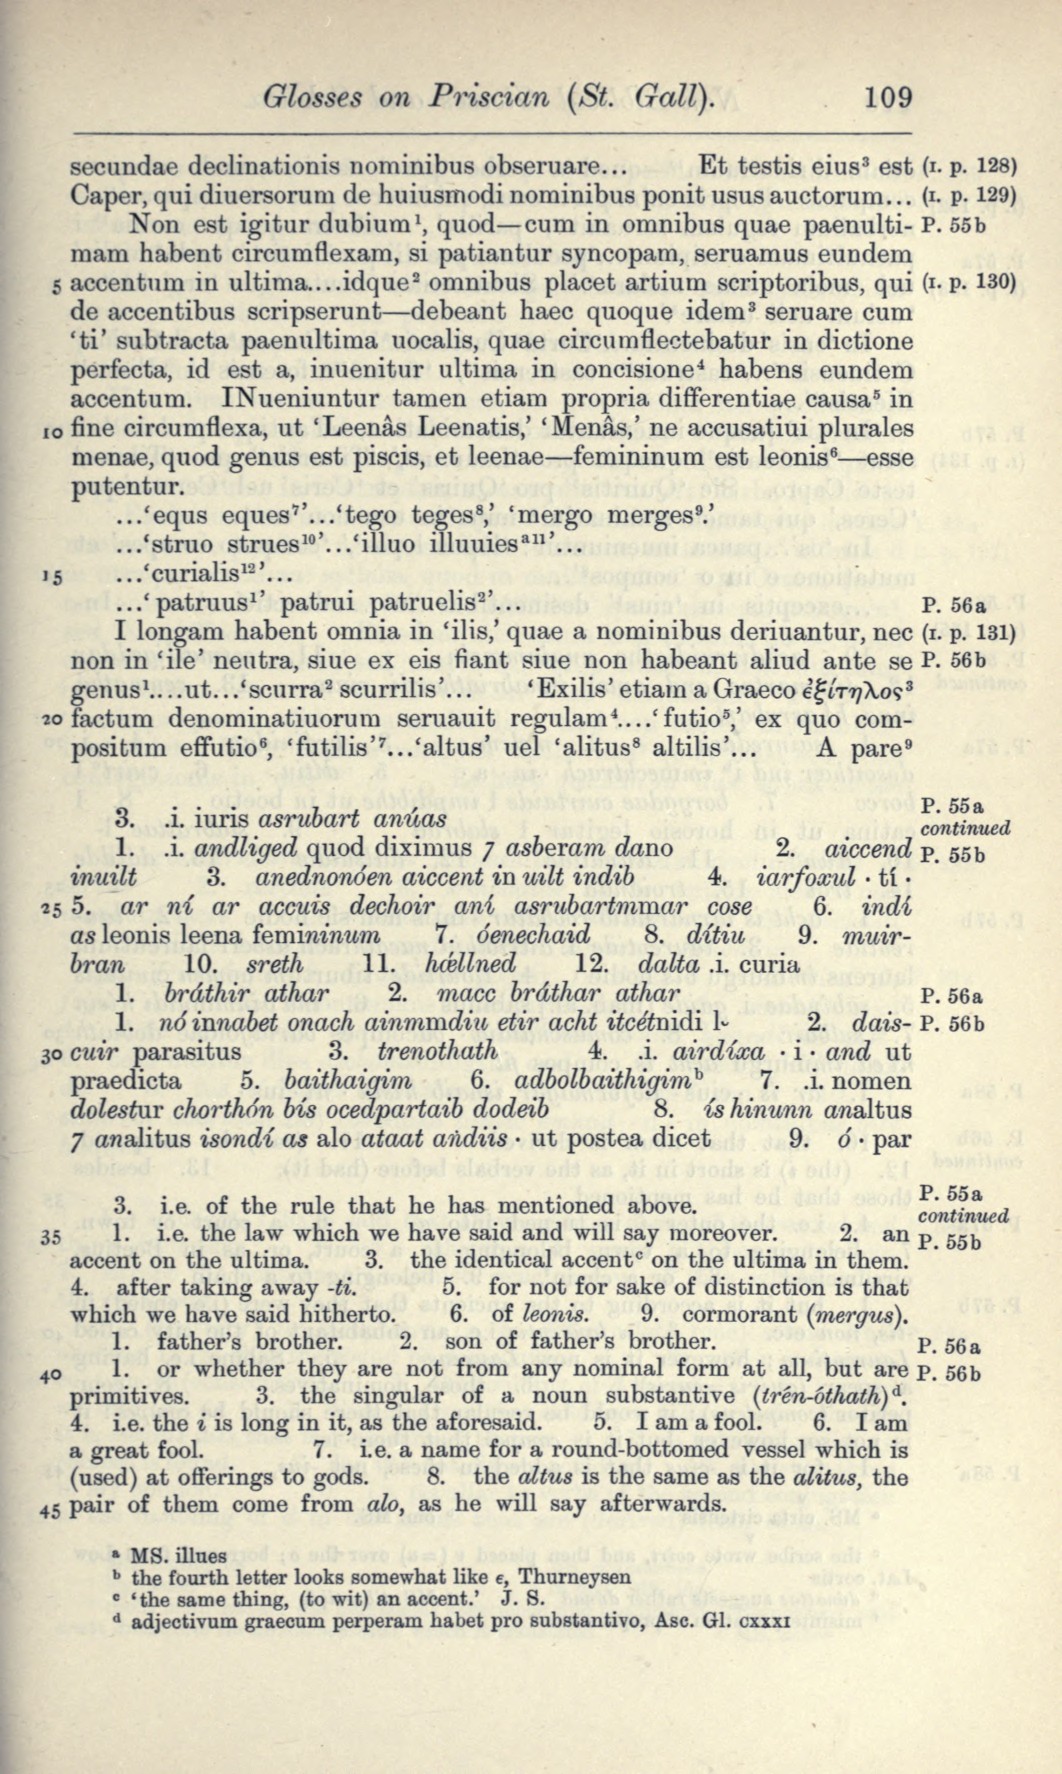 Glosses on Priscian (St. Gall). 109
secundae declinationis nominibus obseruare... Et testis eius³ est (I. p. 128)
Caper, qui diuersorum de huiusmodi nominibus ponit usus auctorum... (I. p. 129)
Non est igitur dubium¹, quod—cum in omnibus quae paenulti- P. 55b
mam habent circumflexam, si patiantur syncopam, seruamus eundem
5 accentum in ultima....idque² omnibus placet artium scriptoribus, qui (I. p. 130)
de accentibus scripserunt—debeant haec quoque idem³ seruare cum
‘ti’ subtracta paenultima uocalis, quae circumflectebatur in dictione
perfecta, id est a, inuenitur ultima in concisione⁴ habens eundem
accentum. INueniuntur tamen etiam propria differentiae causa⁵ in
10 fine circumflexa, ut ‘Leenâs Leenatis,’ ‘Menâs,’ ne accusatiui plurales
menae, quod genus est piscis, et leenae—femininum est leonis⁶—esse
putentur.
...‘equs eques⁷’...‘tego teges⁸,’ ‘mergo merges⁹.’
...‘struo strues¹⁰’...‘illuo illuuiesᵃ¹¹’...
15 ...‘curialis¹²’...
...‘patruus¹’ patrui patruelis²’... P. 56a
I longam habent omnia in ‘ilis,’ quae a nominibus deriuantur, nec (I. p. 131)
non in ‘ile’ neutra, siue ex eis fiant siue non habeant aliud ante se P. 56b
genus¹....ut...‘scurra² scurrilis’... ‘Exilis’ etiam a Graeco ἐξίτηλος³
20 factum denominatiuorum seruauit regulam⁴....‘futio⁵,’ ex quo com-
positum effutio⁶, ‘futilis’⁷...‘altus’ uel ‘alitus⁸ altilis’... A pare⁹
3. .i. iuris asrubart anúas P. 55a continued
1. .i. andliged quod diximus ⁊ asberam dano 2. aiccend P. 55b
inuilt 3. anednonóen aiccent in uilt indib 4. iarfoxul · tí ·
25 5. ar ní ar accuis dechoir aní asrubartmmar cose 6. indí
as leonis leena femininum 7. óenechaid 8. dítiu 9. muir-
bran 10. sreth 11. hǽllned 12. dalta .i. curia
1. bráthir athar 2. macc bráthar athar P. 56a
1. nó innabet onach ainmmdiu etir acht itcétnidi ł 2. dais- P. 56b
30 cuir parasitus 3. trenothath 4. .i. airdíxa · i · and ut
praedicta 5. baithaigim 6. adbolbaithigimᵇ 7. .i. nomen
dolestur chorthón bís ocedpartaib dodeib 8. ís hinunn analtus
⁊ analitus isondí as alo ataat aṅdiis · ut postea dicet 9. ó · par
3. i.e. of the rule that he has mentioned above. P. 55a continued
35 1. i.e. the law which we have said and will say moreover. 2. an P. 55b
accent on the ultima. 3. the identical accentᶜ on the ultima in them.
4. after taking away -ti. 5. for not for sake of distinction is that
which we have said hitherto. 6. of leonis. 9. cormorant (mergus).
1. father’s brother. 2. son of father’s brother. P. 56a
40 1. or whether they are not from any nominal form at all, but are P. 56b
primitives. 3. the singular of a noun substantive (trén-óthath)ᵈ.
4. i.e. the i is long in it, as the aforesaid. 5. I am a fool. 6. I am
a great fool. 7. i.e. a name for a round-bottomed vessel which is
(used) at offerings to gods. 8. the altus is the same as the alitus, the
45 pair of them come from alo, as he will say afterwards.
ᵃ MS. illues
ᵇ the fourth letter looks somewhat like ɛ, Thurneysen
ᶜ ‘the same thing, (to wit) an accent.’ J. S.
ᵈ adjectivum graecum perperam habet pro substantivo, Asc. Gl. CXXXI